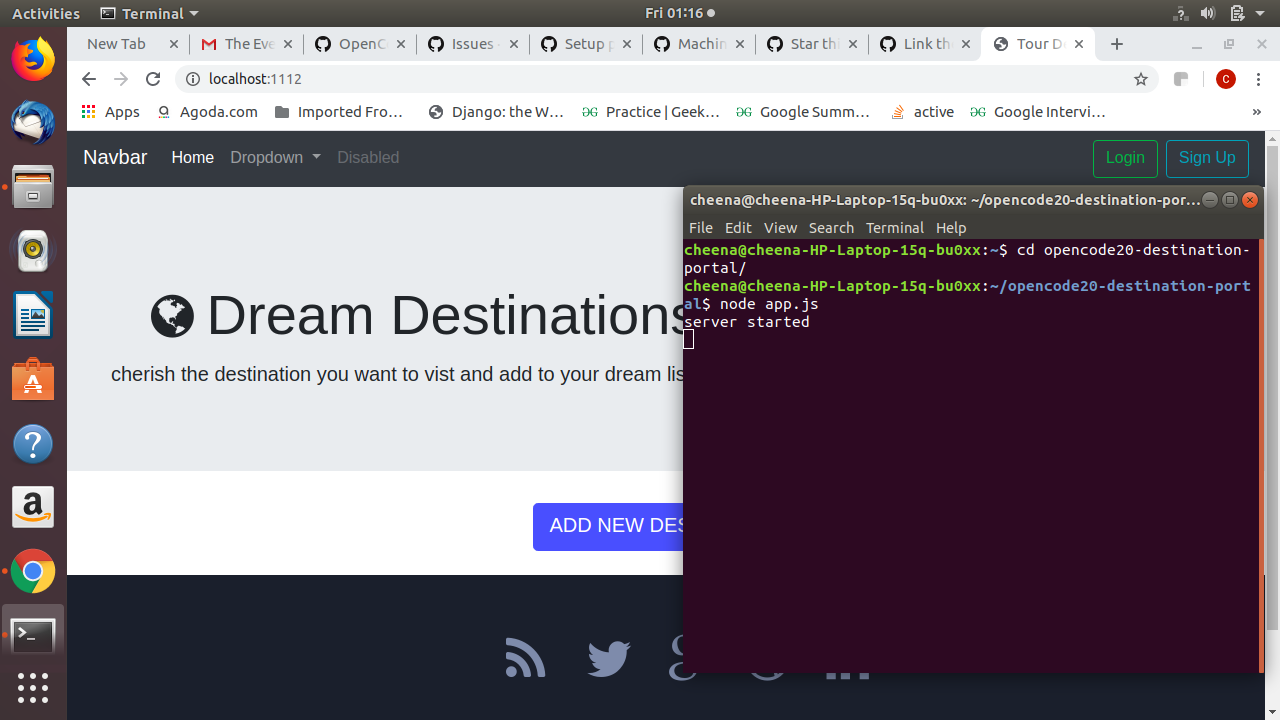 Activities Terminal Fri 01:16
New Tab The Eve OpenC Issues Setup p Machin Star thi Link the Tour De
localhost:1112 C
Apps Agoda.com Imported Fro… Django: the W… Practice | Geek… Google Summ… active Google Intervi… »
Navbar Home Dropdown Disabled Login Sign Up
cheena@cheena-HP-Laptop-15q-bu0xx: ~/opencode20-destination-por…
File Edit View Search Terminal Help
cheena@cheena-HP-Laptop-15q-bu0xx:~$ cd opencode20-destination-
portal/
cheena@cheena-HP-Laptop-15q-bu0xx:~/opencode20-destination-port
al$ node app.js
server started
Dream Destinations
cherish the destination you want to vist and add to your dream lis
ADD NEW DES